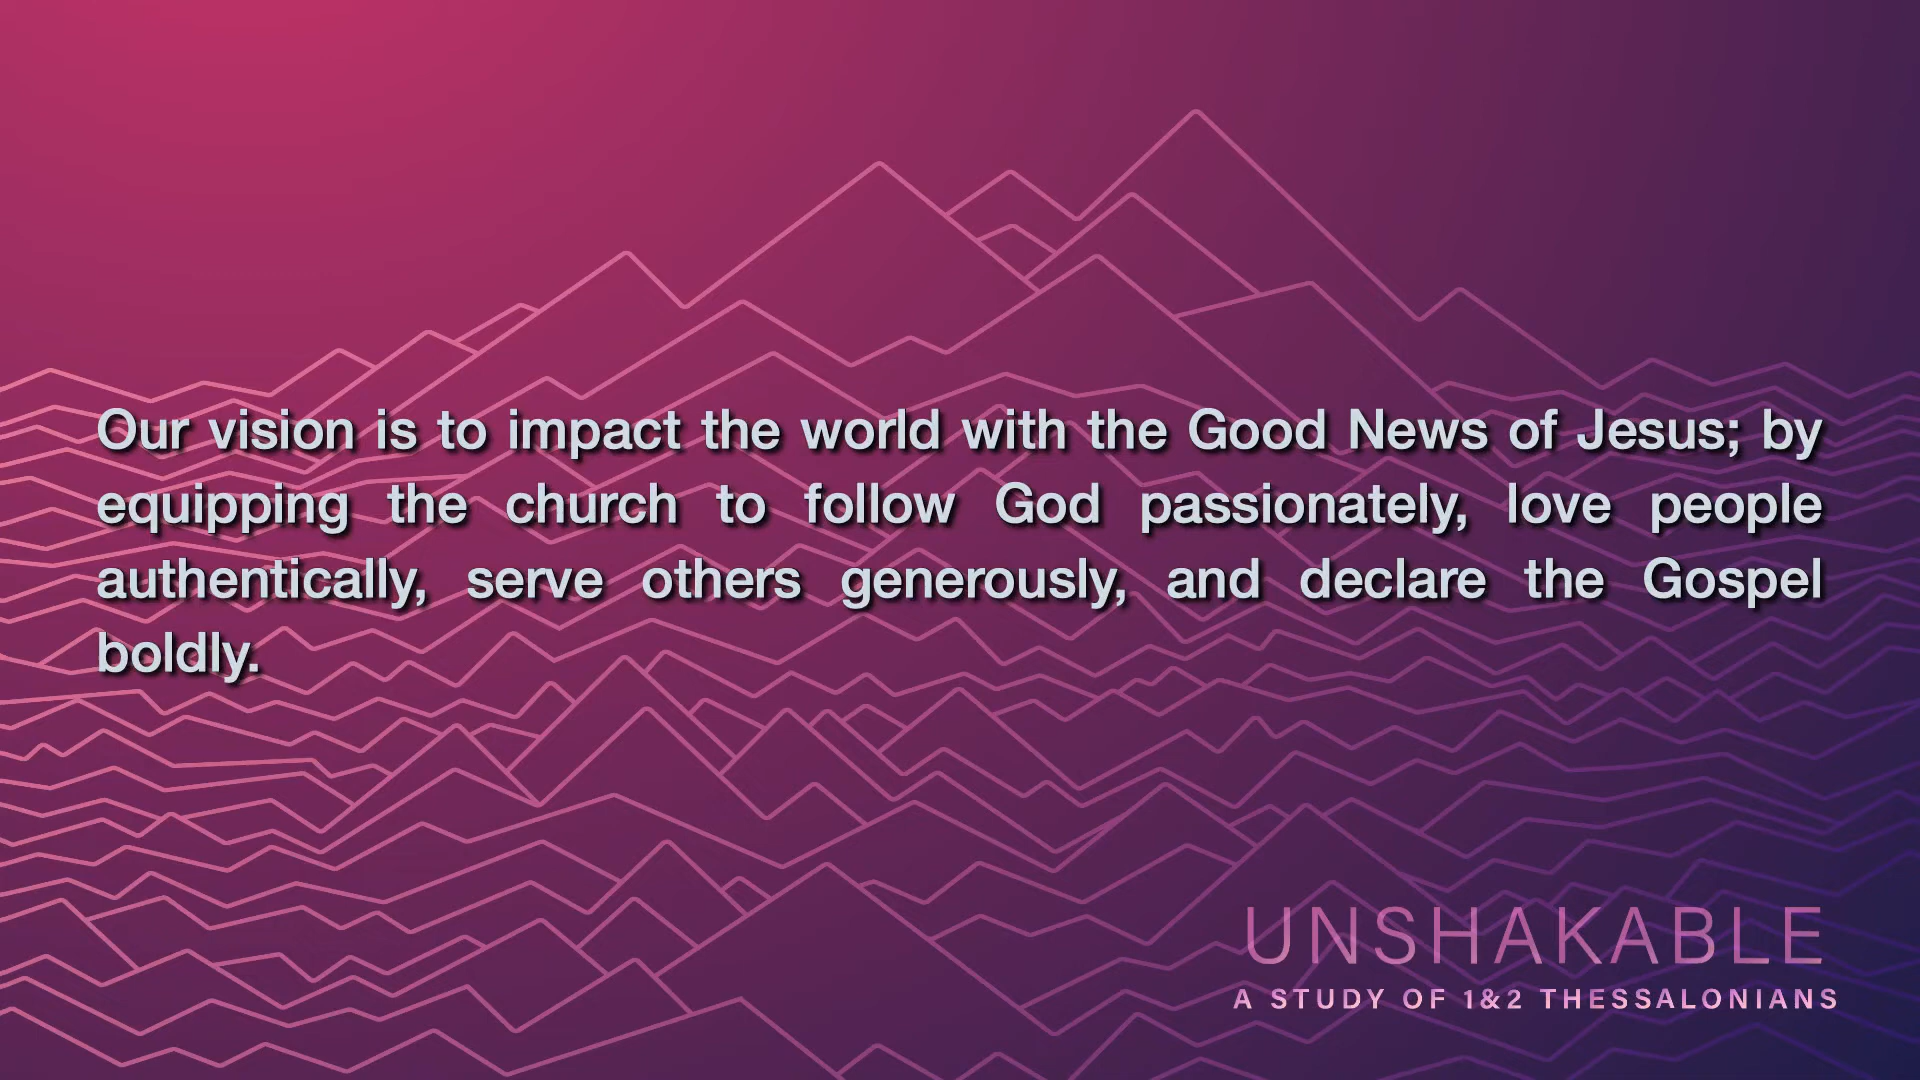 Our vision is to impact the world with the Good News of Jesus; by
equipping the church to follow God passionately, love people
authentically, serve others generously, and declare the Gospel
boldly.
UNSHAKABLE
A STUDY OF 1&2 THESSALONIANS